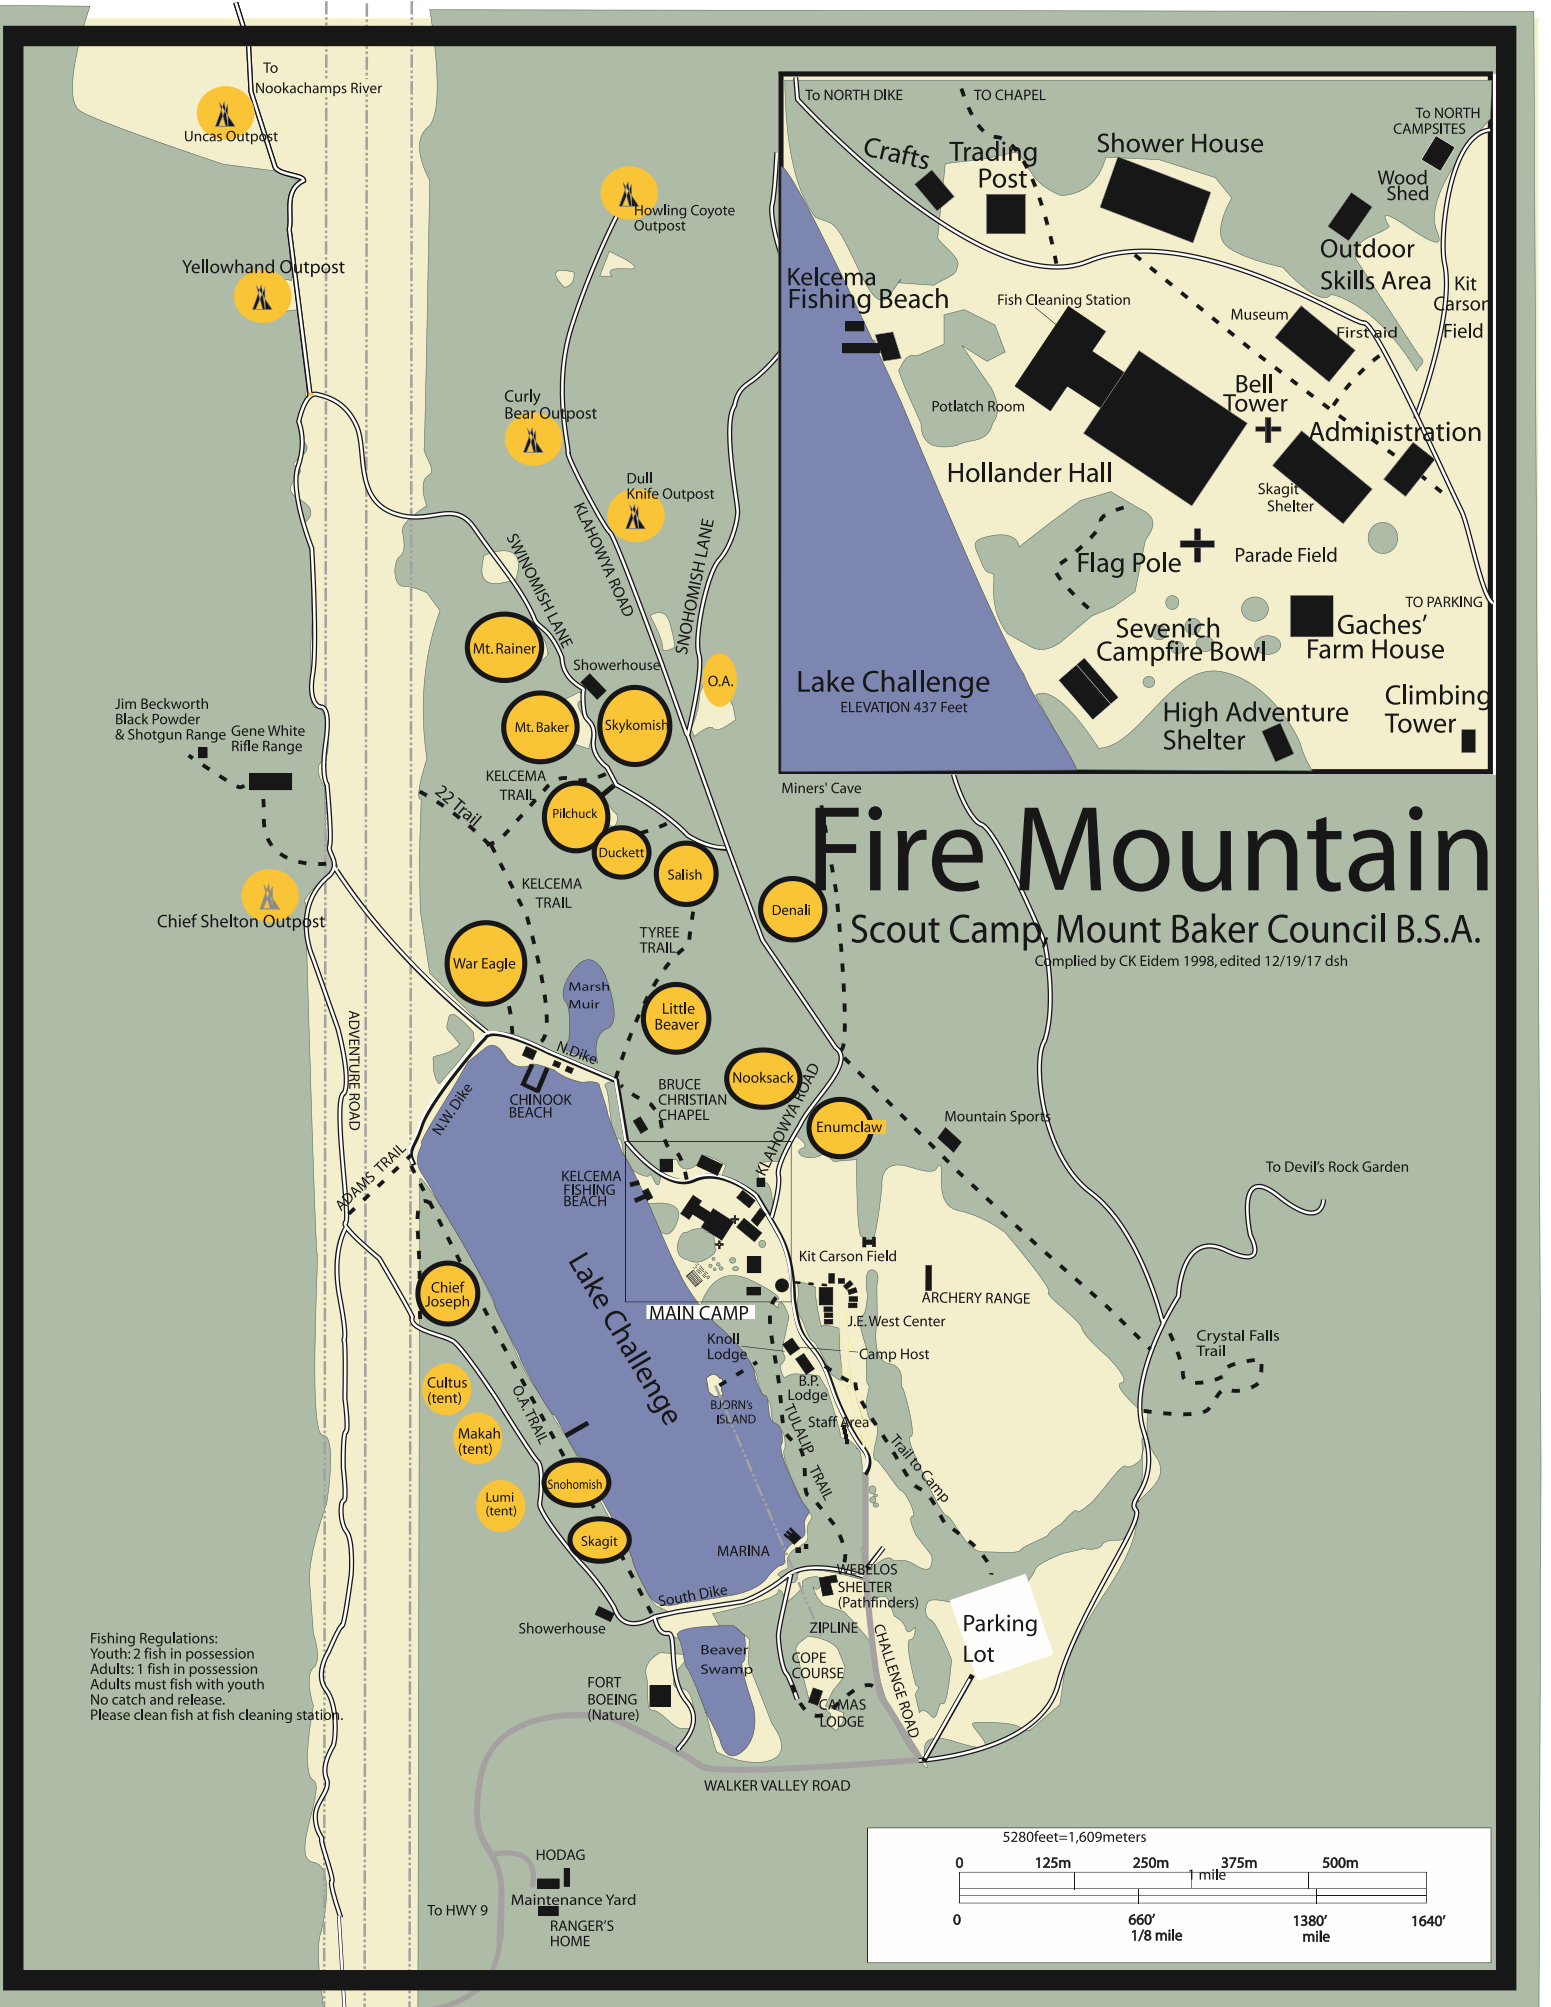 To
Nookachamps River
Uncas Outpost
Howling Coyote
Outpost
Yellowhand Outpost
Curly
Bear Outpost
Dull
Knife Outpost
SWINOMISH LANE
KLAHOWYA ROAD
SNOHOMISH LANE
Mt. Rainer
Showerhouse
O.A.
Mt. Baker
Skykomish
Jim Beckworth
Black Powder
& Shotgun Range
Gene White
Rifle Range
KELCEMA
TRAIL
22 Trail
Pilchuck
Duckett
Salish
KELCEMA
TRAIL
Denali
Chief Shelton Outpost
TYREE
TRAIL
War Eagle
Marsh
Muir
Little
Beaver
ADVENTURE ROAD
N.Dike
N.W. Dike
CHINOOK
BEACH
BRUCE
CHRISTIAN
CHAPEL
Nooksack
KLAHOWYA ROAD
Enumclaw
Mountain Sports
ADAMS TRAIL
KELCEMA
FISHING
BEACH
To Devil's Rock Garden
Kit Carson Field
ARCHERY RANGE
J.E. West Center
Chief
Joseph
Lake Challenge
MAIN CAMP
Knoll
Lodge
Camp Host
B.P.
Lodge
Crystal Falls
Trail
Cultus
(tent)
O.A. TRAIL
BJORN's
ISLAND
TULALIP TRAIL
Staff Area
Trail to Camp
Makah
(tent)
Snohomish
Lumi
(tent)
Skagit
MARINA
South Dike
WEBELOS
SHELTER
(Pathfinders)
Showerhouse
ZIPLINE
Parking
Lot
CHALLENGE ROAD
Beaver
Swamp
COPE
COURSE
FORT
BOEING
(Nature)
CAMAS
LODGE
Fishing Regulations:
Youth: 2 fish in possession
Adults: 1 fish in possession
Adults must fish with youth
No catch and release.
Please clean fish at fish cleaning station.
WALKER VALLEY ROAD
HODAG
Maintenance Yard
To HWY 9
RANGER'S
HOME
To NORTH DIKE
TO CHAPEL
To NORTH
CAMPSITES
Crafts
Trading
Post
Shower House
Wood
Shed
Outdoor
Skills Area
Kelcema
Fishing Beach
Fish Cleaning Station
Kit
Carson
Field
Museum
First aid
Potlatch Room
Bell
Tower
Administration
Hollander Hall
Skagit
Shelter
Flag Pole
Parade Field
TO PARKING
Sevenich
Campfire Bowl
Gaches'
Farm House
Lake Challenge
ELEVATION 437 Feet
High Adventure
Shelter
Climbing
Tower
Miners' Cave
Fire Mountain
Scout Camp, Mount Baker Council B.S.A.
Complied by CK Eidem 1998, edited 12/19/17 dsh
5280feet=1,609meters
0 125m 250m 375m 500m
1 mile
0 660' 1380' 1640'
1/8 mile mile